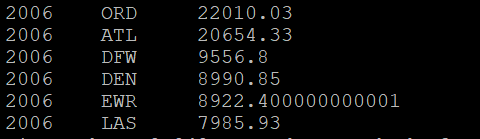 2006 ORD 22010.03
2006 ATL 20654.33
2006 DFW 9556.8
2006 DEN 8990.85
2006 EWR 8922.400000000001
2006 LAS 7985.93